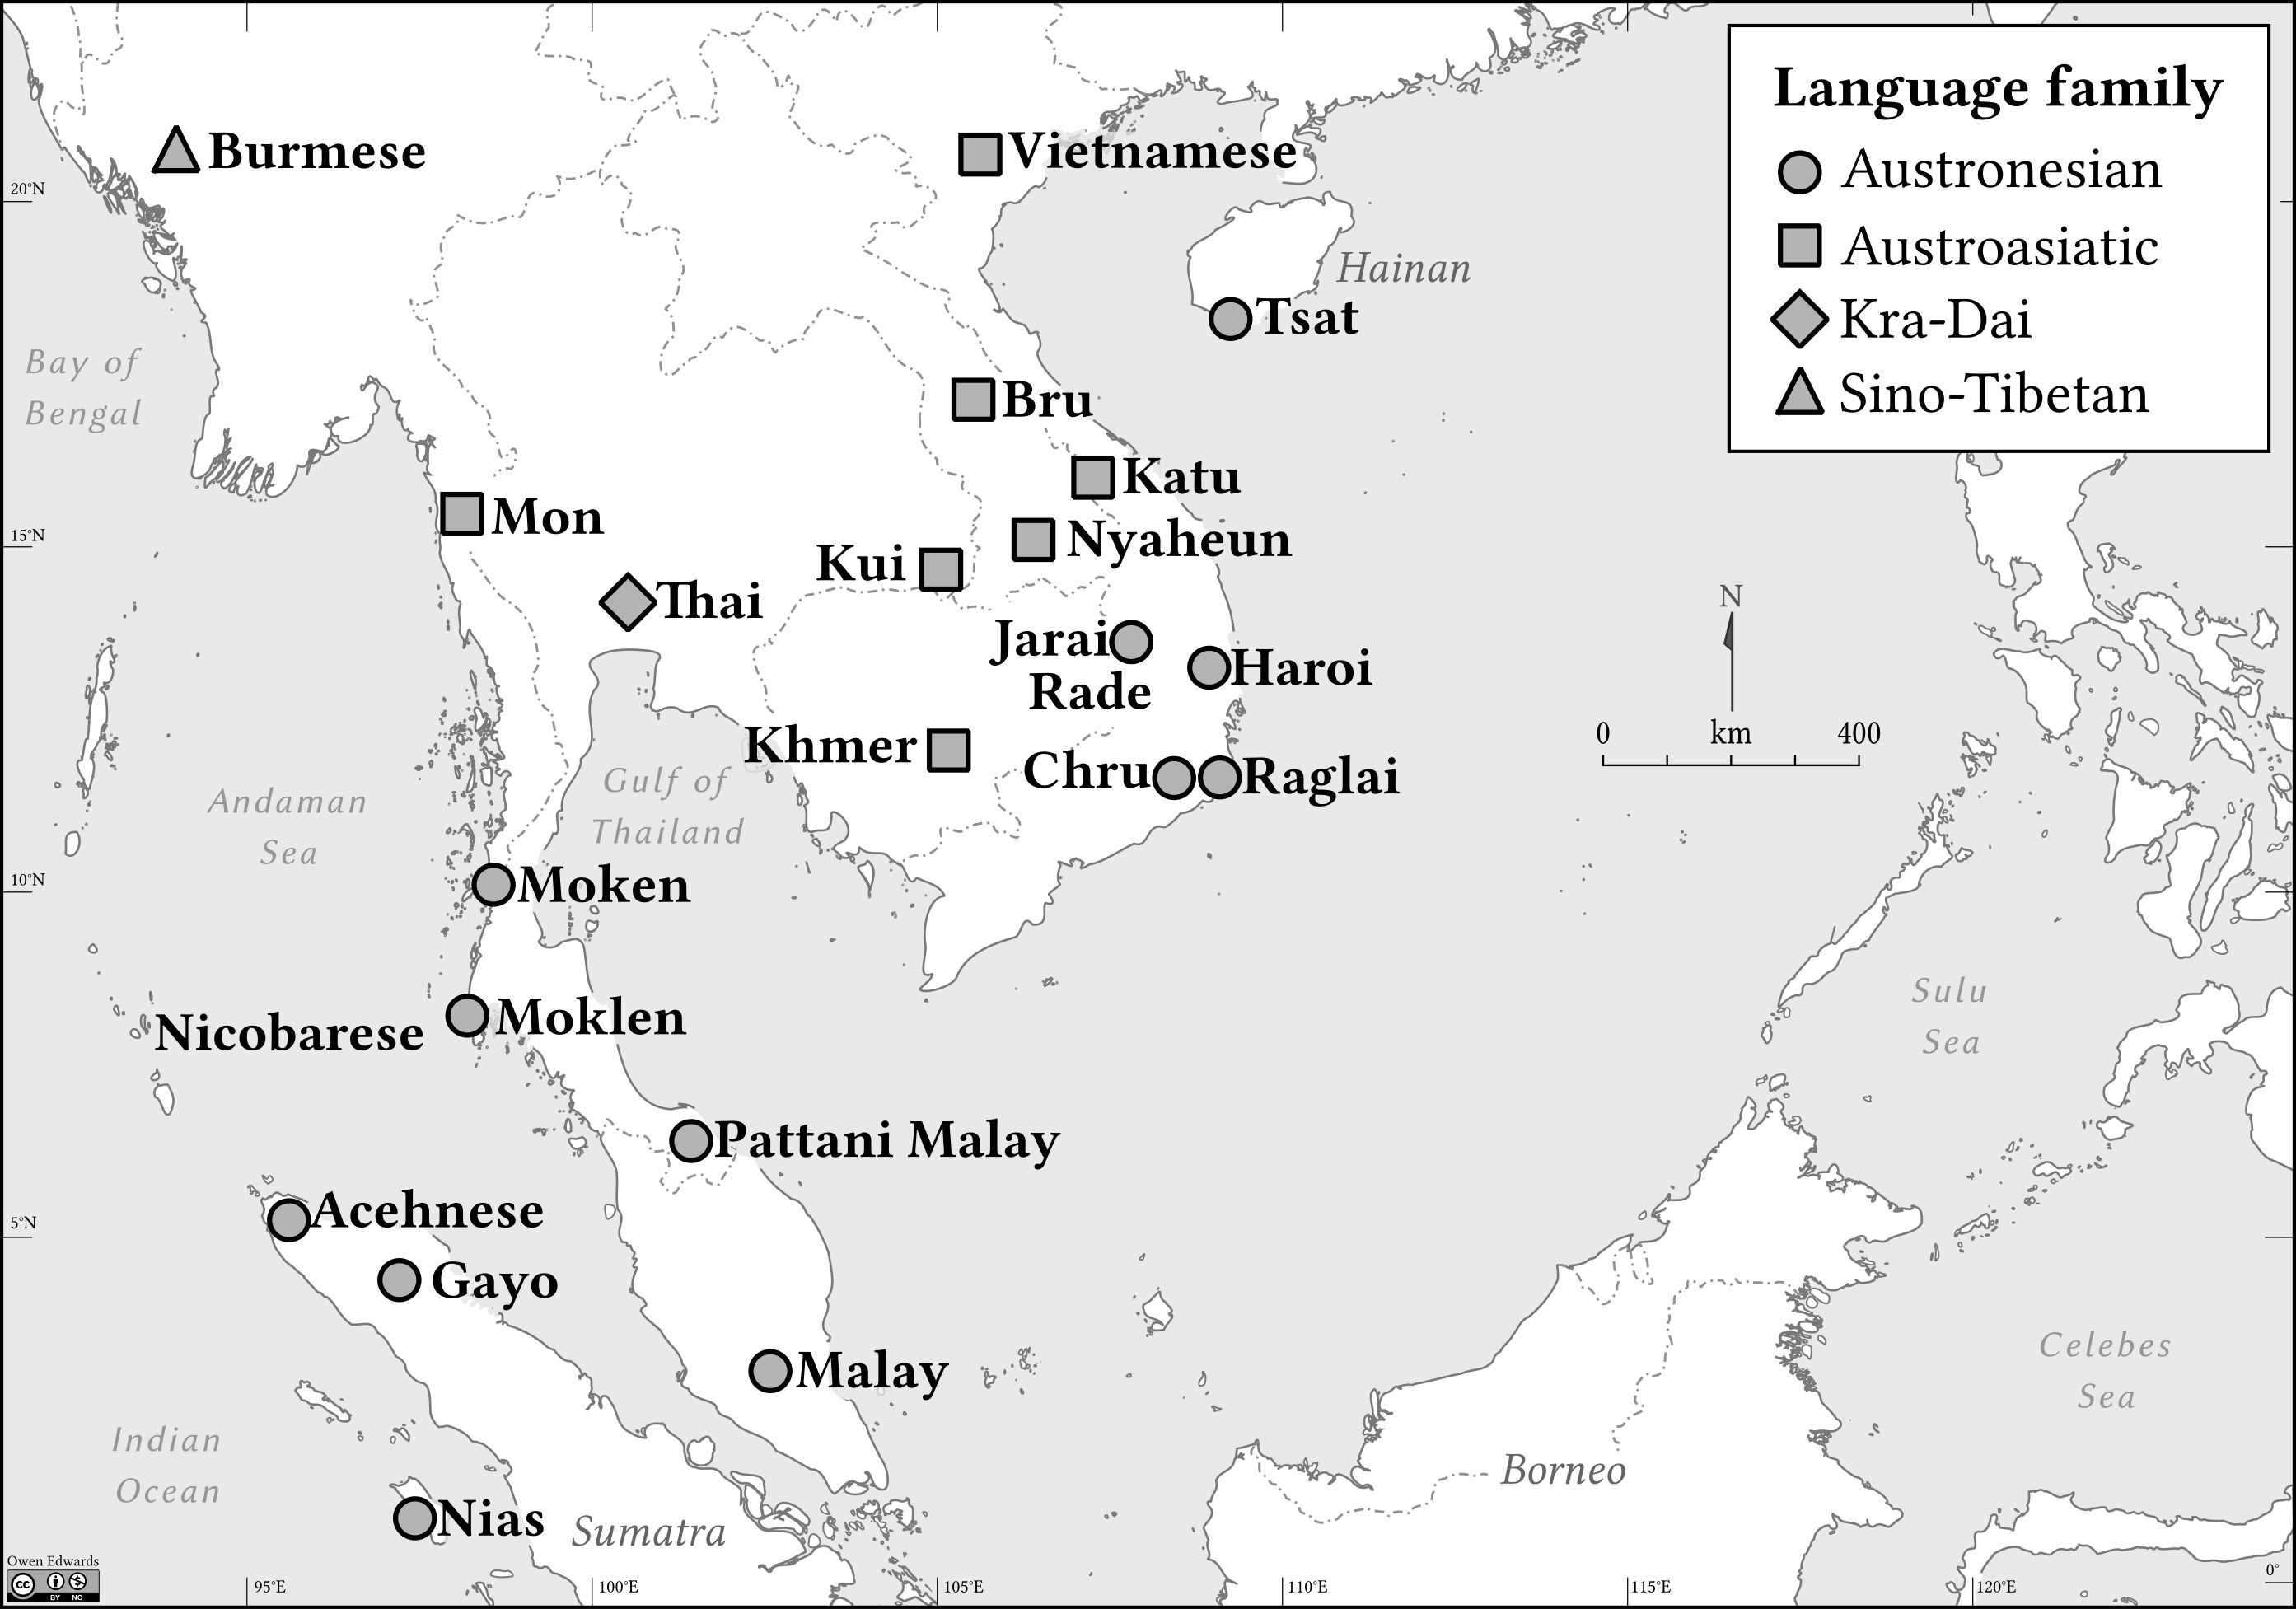 Language family
Austronesian
Austroasiatic
Kra-Dai
Sino-Tibetan
Burmese
Vietnamese
20°N
Hainan
Tsat
Bay of
Bengal
Bru
Katu
Mon
Nyaheun
15°N
Kui
Thai
N
Jarai
Haroi
Rade
0
km
400
Khmer
Chru
Raglai
Gulf of
Thailand
Andaman
Sea
10°N
Moken
Sulu
Sea
Moklen
Nicobarese
Pattani Malay
Acehnese
5°N
Gayo
Celebes
Sea
Malay
Indian
Ocean
Borneo
Nias
Sumatra
Owen Edwards
cc
BY NC
95°E
100°E
105°E
110°E
115°E
120°E
0°